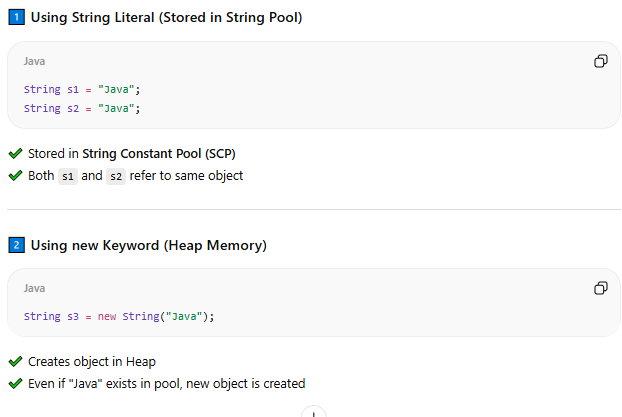 1 Using String Literal (Stored in String Pool)
Java
String s1 = "Java";
String s2 = "Java";
✔ Stored in String Constant Pool (SCP)
✔ Both s1 and s2 refer to same object
2 Using new Keyword (Heap Memory)
Java
String s3 = new String("Java");
✔ Creates object in Heap
✔ Even if "Java" exists in pool, new object is created